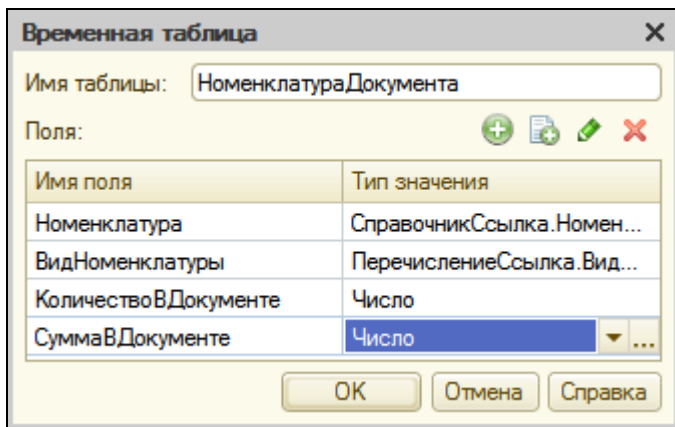 Временная таблица
Имя таблицы: НоменклатураДокумента
Поля:
Имя поля Тип значения
Номенклатура СправочникСсылка.Номен...
ВидНоменклатуры ПеречислениеСсылка.Вид...
КоличествоВДокументе Число
СуммаВДокументе Число ...
OK Отмена Справка